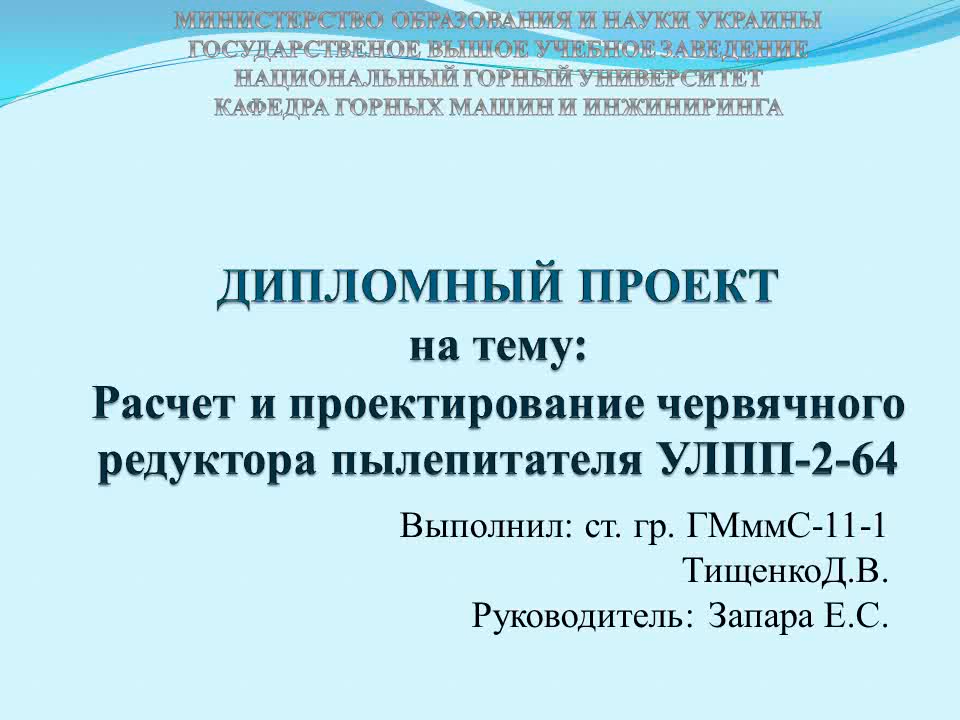 МИНИСТЕРСТВО ОБРАЗОВАНИЯ И НАУКИ УКРАИНЫ
ГОСУДАРСТВЕНОЕ ВЫШОЕ УЧЕБНОЕ ЗАВЕДЕНИЕ
НАЦИОНАЛЬНЫЙ ГОРНЫЙ УНИВЕРСИТЕТ
КАФЕДРА ГОРНЫХ МАШИН И ИНЖИНИРИНГА
ДИПЛОМНЫЙ ПРОЕКТ
на тему:
Расчет и проектирование червячного
редуктора пылепитателя УЛПП-2-64
Выполнил: ст. гр. ГМммС-11-1
ТищенкоД.В.
Руководитель: Запара Е.С.